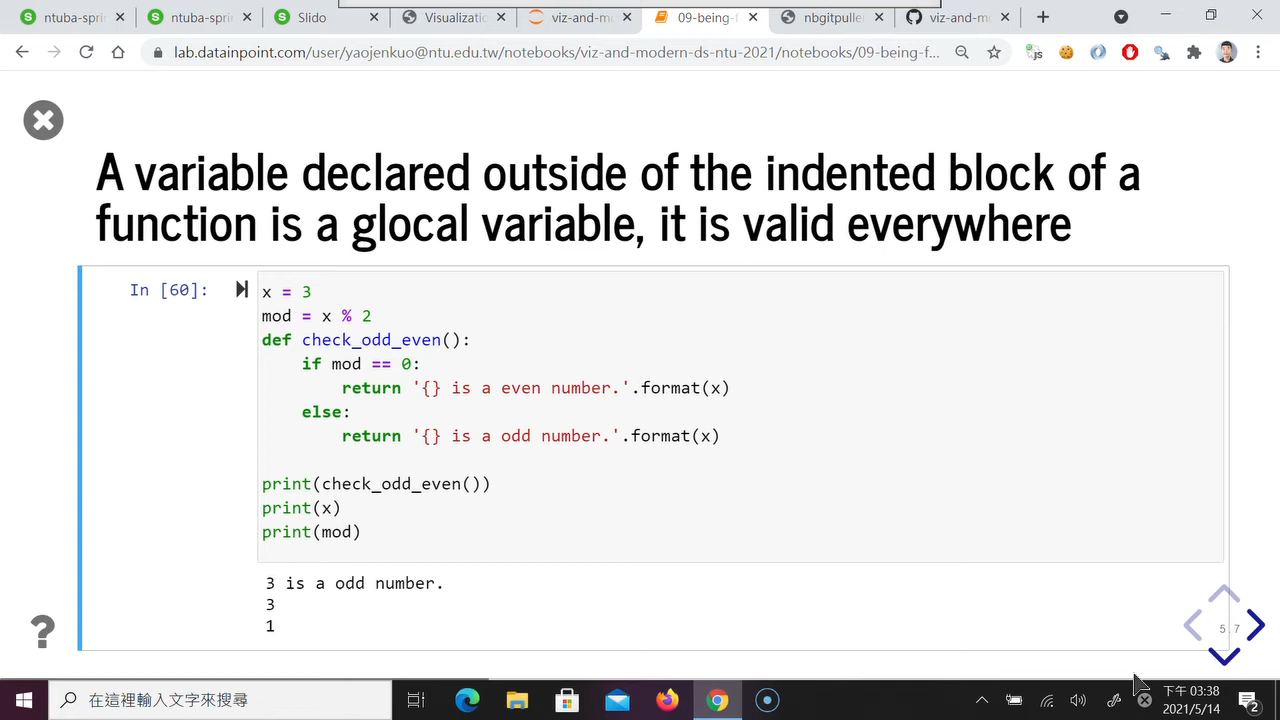 ntuba-spri
ntuba-spri
Slido
Visualizatio
viz-and-mo
09-being-f
nbgitpuller
viz-and-mo
lab.datainpoint.com/user/yaojenkuo@ntu.edu.tw/notebooks/viz-and-modern-ds-ntu-2021/notebooks/09-being-f...
JS
A variable declared outside of the indented block of a
function is a glocal variable, it is valid everywhere
In [60]:
x = 3
mod = x % 2
def check_odd_even():
    if mod == 0:
        return '{} is a even number.'.format(x)
    else:
        return '{} is a odd number.'.format(x)
print(check_odd_even())
print(x)
print(mod)
3 is a odd number.
3
1
?
5.7
在這裡輸入文字來搜尋
下午 03:38
2021/5/14
2